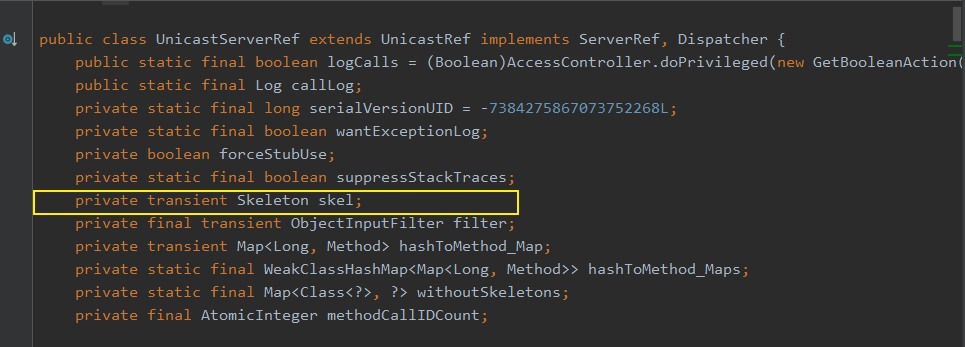 public class UnicastServerRef extends UnicastRef implements ServerRef, Dispatcher {
public static final boolean logCalls = (Boolean)AccessController.doPrivileged(new GetBooleanAction(
public static final Log callLog;
private static final long serialVersionUID = -7384275867073752268L;
private static final boolean wantExceptionLog;
private boolean forceStubUse;
private static final boolean suppressStackTraces;
private transient Skeleton skel;
private final transient ObjectInputFilter filter;
private transient Map<Long, Method> hashToMethod_Map;
private static final WeakClassHashMap<Map<Long, Method>> hashToMethod_Maps;
private static final Map<Class<?>, ?> withoutSkeletons;
private final AtomicInteger methodCallIDCount;